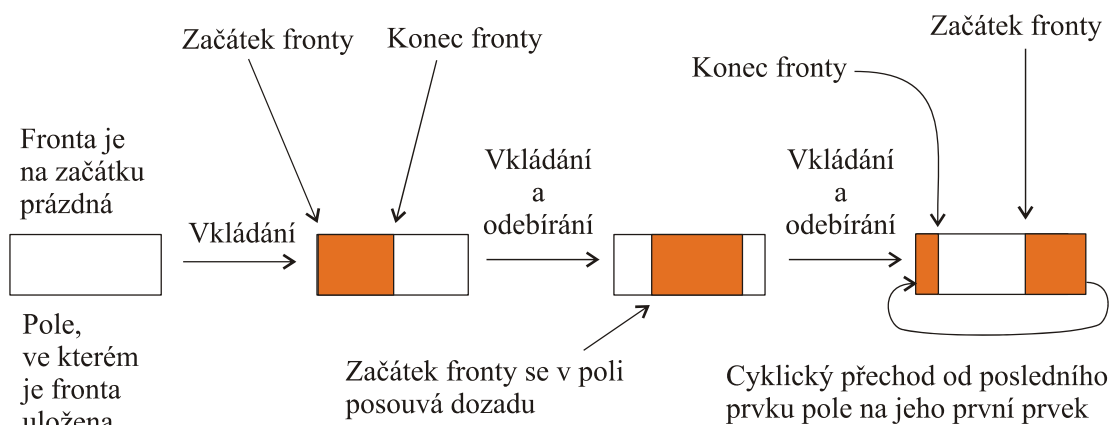 Začátek fronty
Konec fronty
Začátek fronty
Konec fronty
Fronta je
na začátku
prázdná
Vkládání
Vkládání
a
odebírání
Vkládání
a
odebírání
Pole,
ve kterém
je fronta
uložena
Začátek fronty se v poli
posouvá dozadu
Cyklický přechod od posledního
prvku pole na jeho první prvek